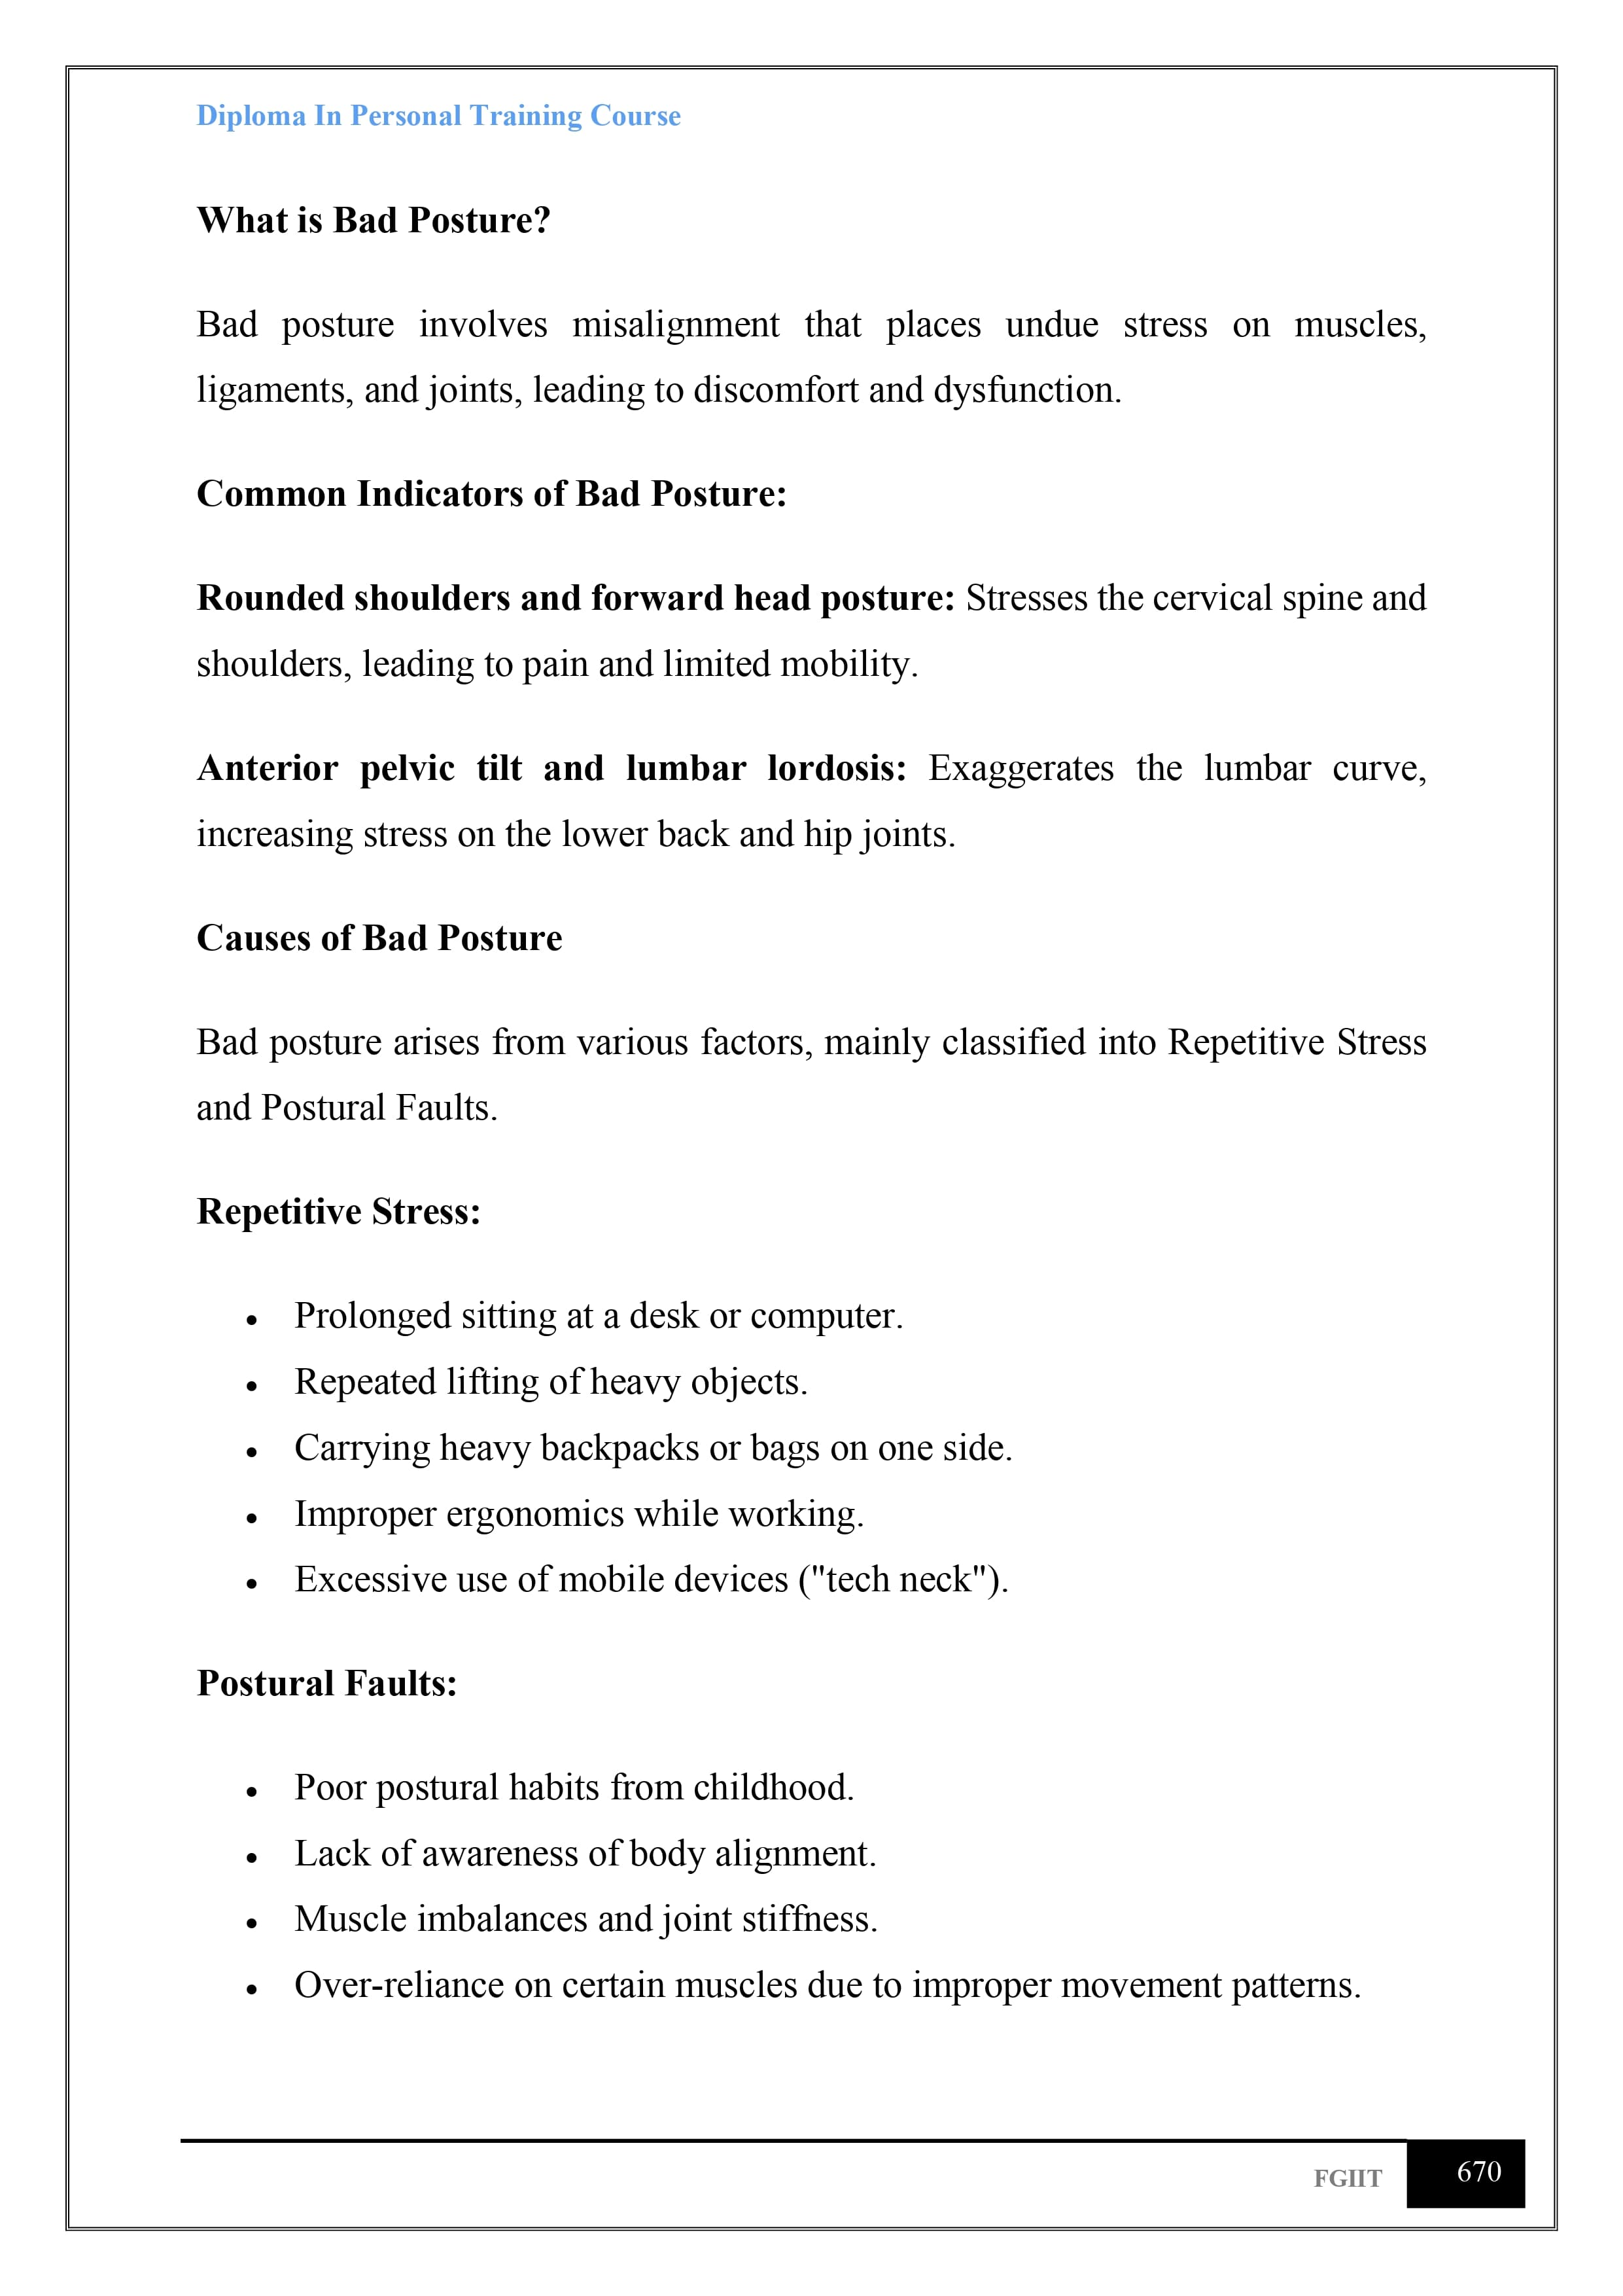 Diploma In Personal Training Course
What is Bad Posture?
Bad posture involves misalignment that places undue stress on muscles,
ligaments, and joints, leading to discomfort and dysfunction.
Common Indicators of Bad Posture:
Rounded shoulders and forward head posture: Stresses the cervical spine and
shoulders, leading to pain and limited mobility.
Anterior pelvic tilt and lumbar lordosis: Exaggerates the lumbar curve,
increasing stress on the lower back and hip joints.
Causes of Bad Posture
Bad posture arises from various factors, mainly classified into Repetitive Stress
and Postural Faults.
Repetitive Stress:
• Prolonged sitting at a desk or computer.
• Repeated lifting of heavy objects.
• Carrying heavy backpacks or bags on one side.
• Improper ergonomics while working.
• Excessive use of mobile devices ("tech neck").
Postural Faults:
• Poor postural habits from childhood.
• Lack of awareness of body alignment.
• Muscle imbalances and joint stiffness.
• Over-reliance on certain muscles due to improper movement patterns.
FGIIT 670